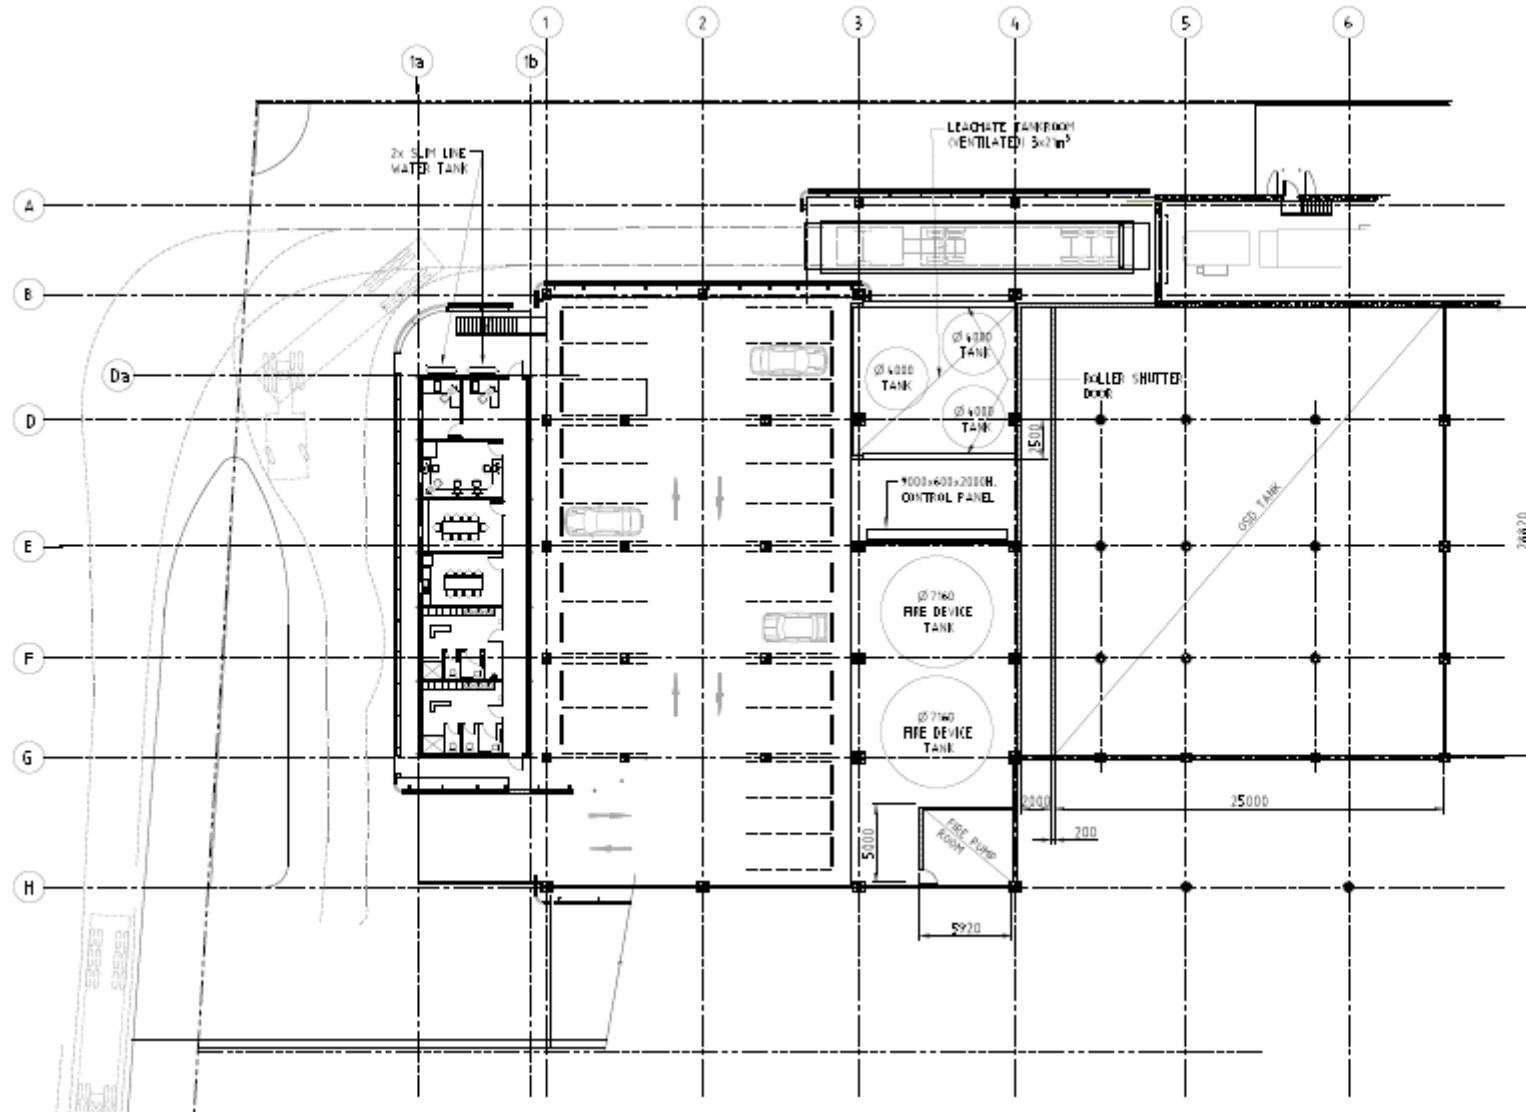 1
2
3
4
5
6
1a
1b
LEACHATE TANKROOM
(VENTILATED) 3x21m³
2x SLIM LINE
WATER TANK
A
B
Da
D
E
F
G
H
Ø 4000
TANK
Ø 4000
TANK
Ø 4000
TANK
ROLLER SHUTTER
DOOR
2500
9000x600x2000H.
CONTROL PANEL
OSD TANK
Ø 7160
FIRE DEVICE
TANK
Ø 7160
FIRE DEVICE
TANK
2000
25000
200
FIRE PUMP
ROOM
5000
5920